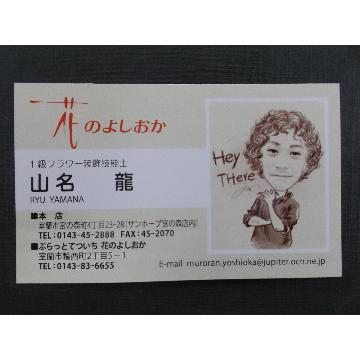 花のよしおか
1級フラワー装飾技能士
山名 龍
RYU YAMANA
■本 店
室蘭市宮の森町4丁目23-28(サンホーブ宮の森店内)
TEL:0143-45-2888 FAX:45-2070
■ぷらっとてついち 花のよしおか
室蘭市輪西町2丁目5-1
TEL:0143-83-6655
Hey
THere
E-mail muroran.yoshioka@jupiter.ocn.ne.jp